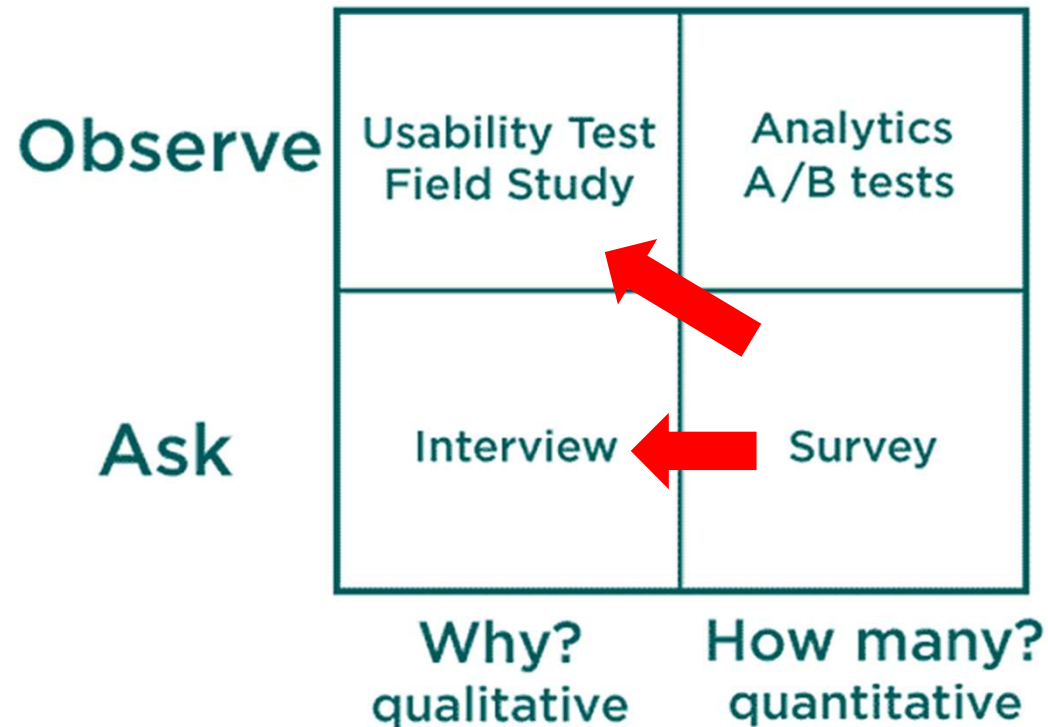 Observe
Usability Test
Field Study
Analytics
A/B tests
Ask
Interview
Survey
Why?
qualitative
How many?
quantitative